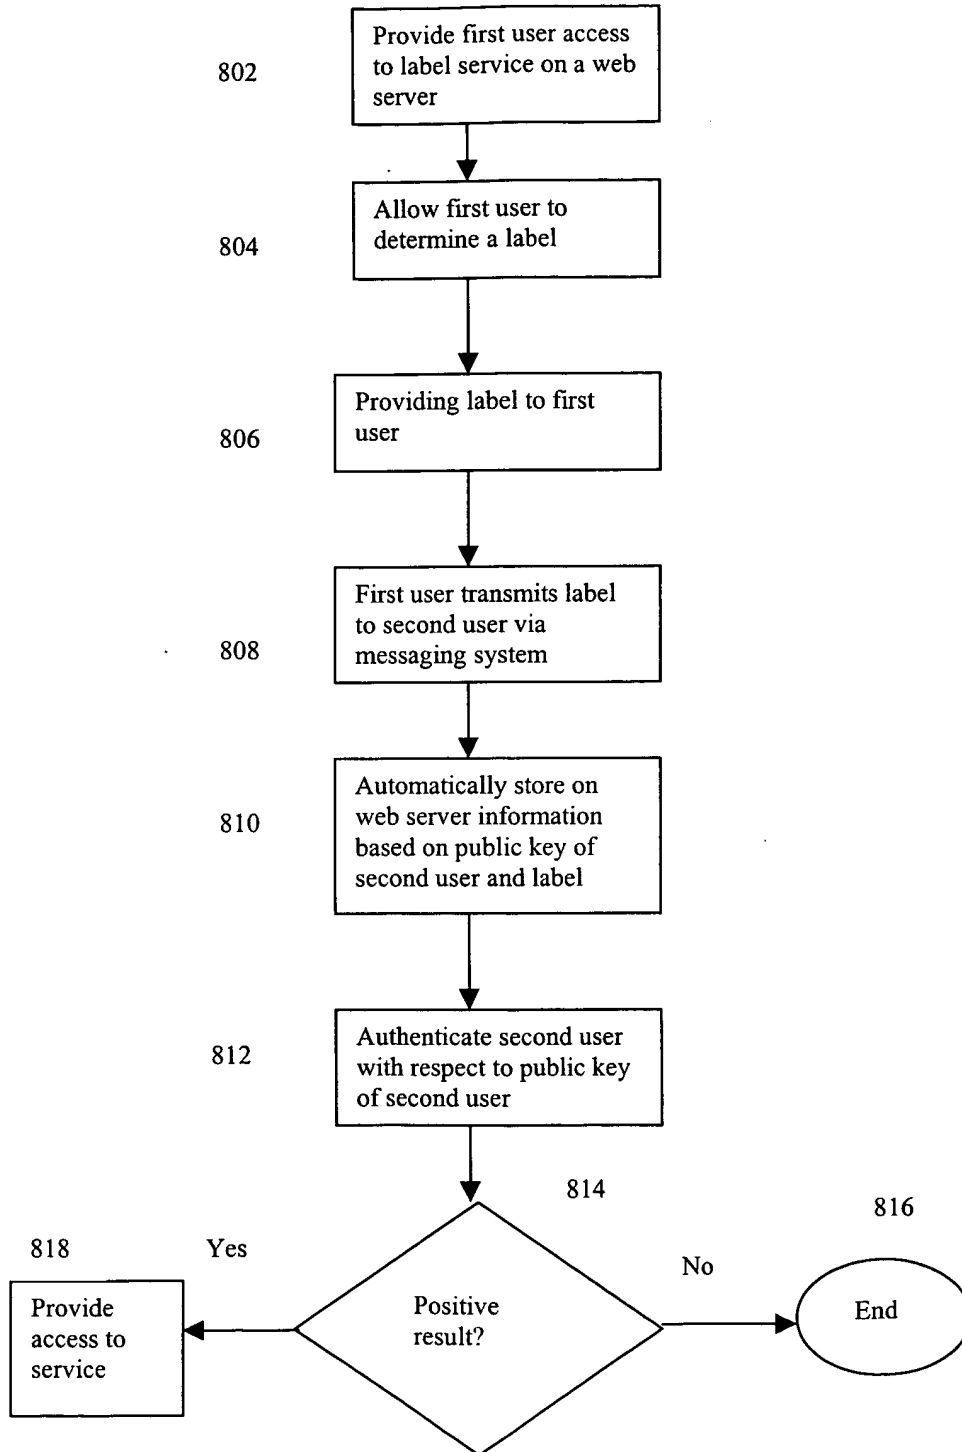 802
Provide first user access
to label service on a web
server
804
Allow first user to
determine a label
806
Providing label to first
user
808
First user transmits label
to second user via
messaging system
810
Automatically store on
web server information
based on public key of
second user and label
812
Authenticate second user
with respect to public key
of second user
814
816
818
Yes
No
Provide
access to
service
Positive
result?
End